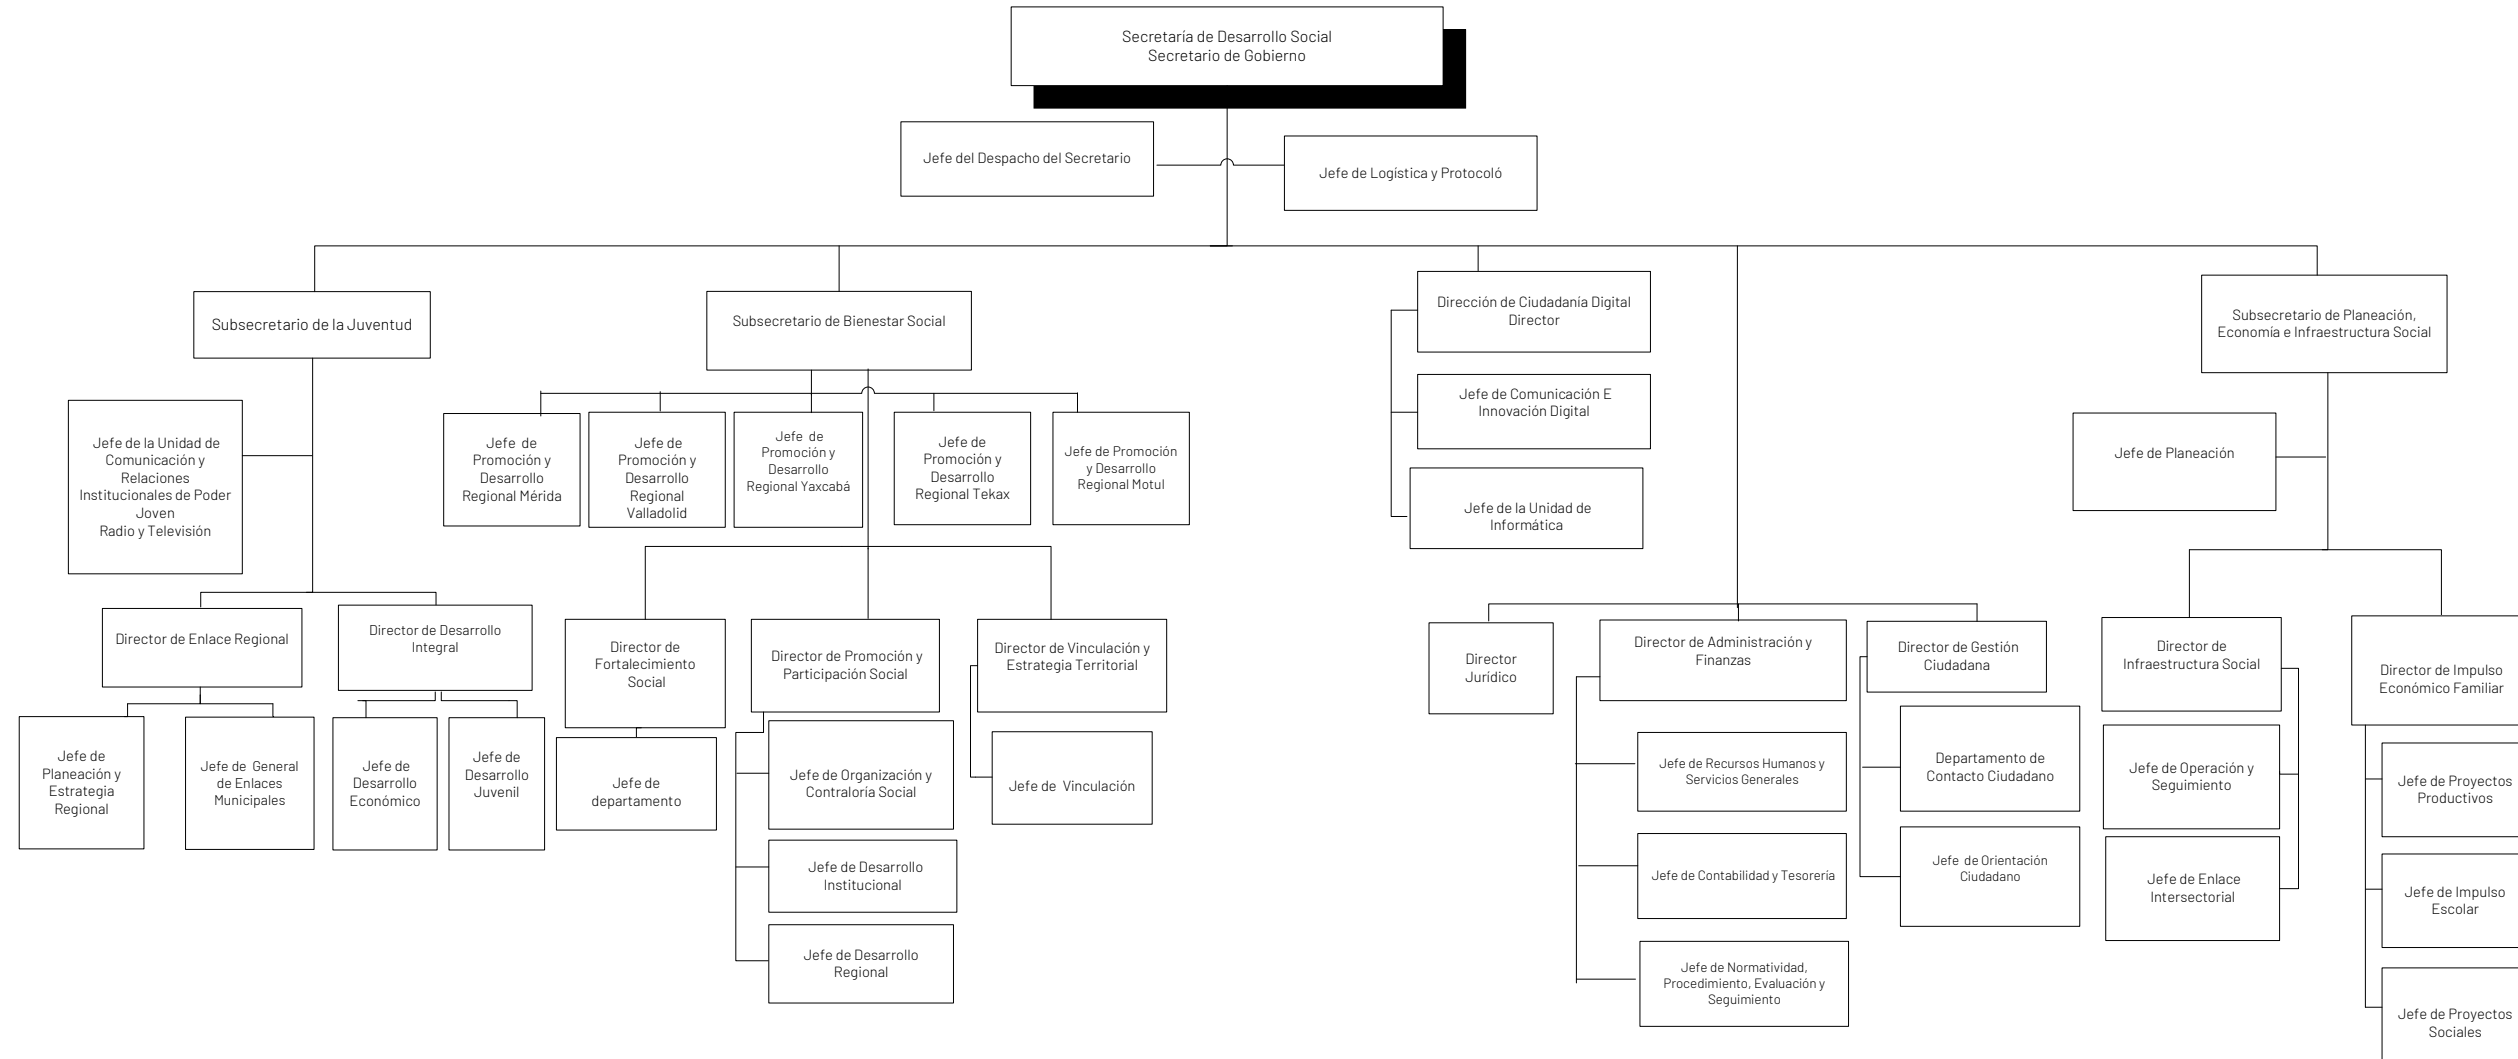 Secretaría de Desarrollo Social
Secretario de Gobierno
Jefe del Despacho del Secretario
Jefe de Logística y Protocoló
Subsecretario de la Juventud
Subsecretario de Bienestar Social
Dirección de Ciudadanía Digital
Director
Subsecretario de Planeación,
Economía e Infraestructura Social
Jefe de la Unidad de
Comunicación y
Relaciones
Institucionales de Poder
Joven
Radio y Televisión
Jefe de
Promoción y
Desarrollo
Regional Mérida
Jefe de
Promoción y
Desarrollo
Regional
Valladolid
Jefe de
Promoción y
Desarrollo
Regional Yaxcabá
Jefe de
Promoción y
Desarrollo
Regional Tekax
Jefe de Promoción
y Desarrollo
Regional Motul
Jefe de Comunicación E
Innovación Digital
Jefe de la Unidad de
Informática
Jefe de Planeación
Director de Enlace Regional
Director de Desarrollo
Integral
Director de
Fortalecimiento
Social
Director de Promoción y
Participación Social
Director de Vinculación y
Estrategia Territorial
Director
Jurídico
Director de Administración y
Finanzas
Director de Gestión
Ciudadana
Director de
Infraestructura Social
Director de Impulso
Económico Familiar
Jefe de
Planeación y
Estrategia
Regional
Jefe de General
de Enlaces
Municipales
Jefe de
Desarrollo
Económico
Jefe de
Desarrollo
Juvenil
Jefe de
departamento
Jefe de Organización y
Contraloría Social
Jefe de Desarrollo
Institucional
Jefe de Desarrollo
Regional
Jefe de Vinculación
Jefe de Recursos Humanos y
Servicios Generales
Jefe de Contabilidad y Tesorería
Jefe de Normatividad,
Procedimiento, Evaluación y
Seguimiento
Departamento de
Contacto Ciudadano
Jefe de Orientación
Ciudadano
Jefe de Operación y
Seguimiento
Jefe de Enlace
Intersectorial
Jefe de Proyectos
Productivos
Jefe de Impulso
Escolar
Jefe de Proyectos
Sociales